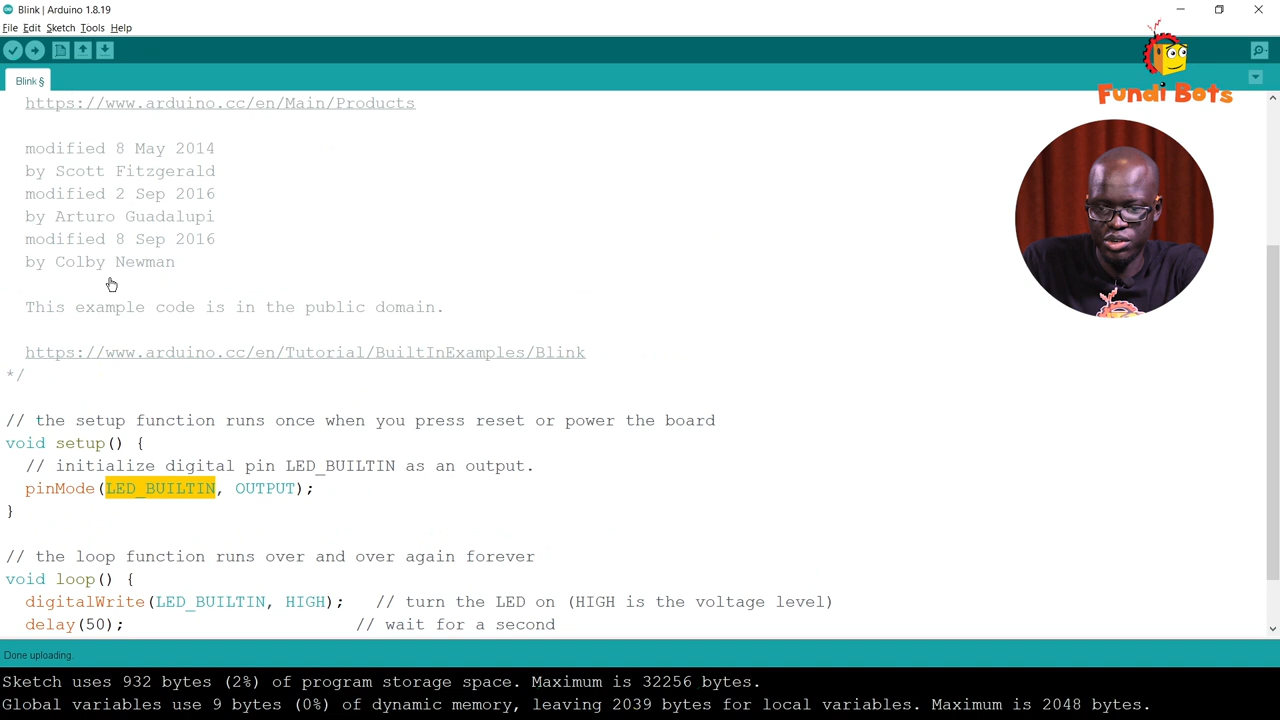 Blink | Arduino 1.8.19
File Edit Sketch Tools Help
Blink §
Fundi Bots
https://www.arduino.cc/en/Main/Products
modified 8 May 2014
by Scott Fitzgerald
modified 2 Sep 2016
by Arturo Guadalupi
modified 8 Sep 2016
by Colby Newman
This example code is in the public domain.
https://www.arduino.cc/en/Tutorial/BuiltInExamples/Blink
*/
// the setup function runs once when you press reset or power the board
void setup() {
// initialize digital pin LED_BUILTIN as an output.
pinMode(LED_BUILTIN, OUTPUT);
}
// the loop function runs over and over again forever
void loop() {
digitalWrite(LED_BUILTIN, HIGH); // turn the LED on (HIGH is the voltage level)
delay(50); // wait for a second
Done uploading.
Sketch uses 932 bytes (2%) of program storage space. Maximum is 32256 bytes.
Global variables use 9 bytes (0%) of dynamic memory, leaving 2039 bytes for local variables. Maximum is 2048 bytes.